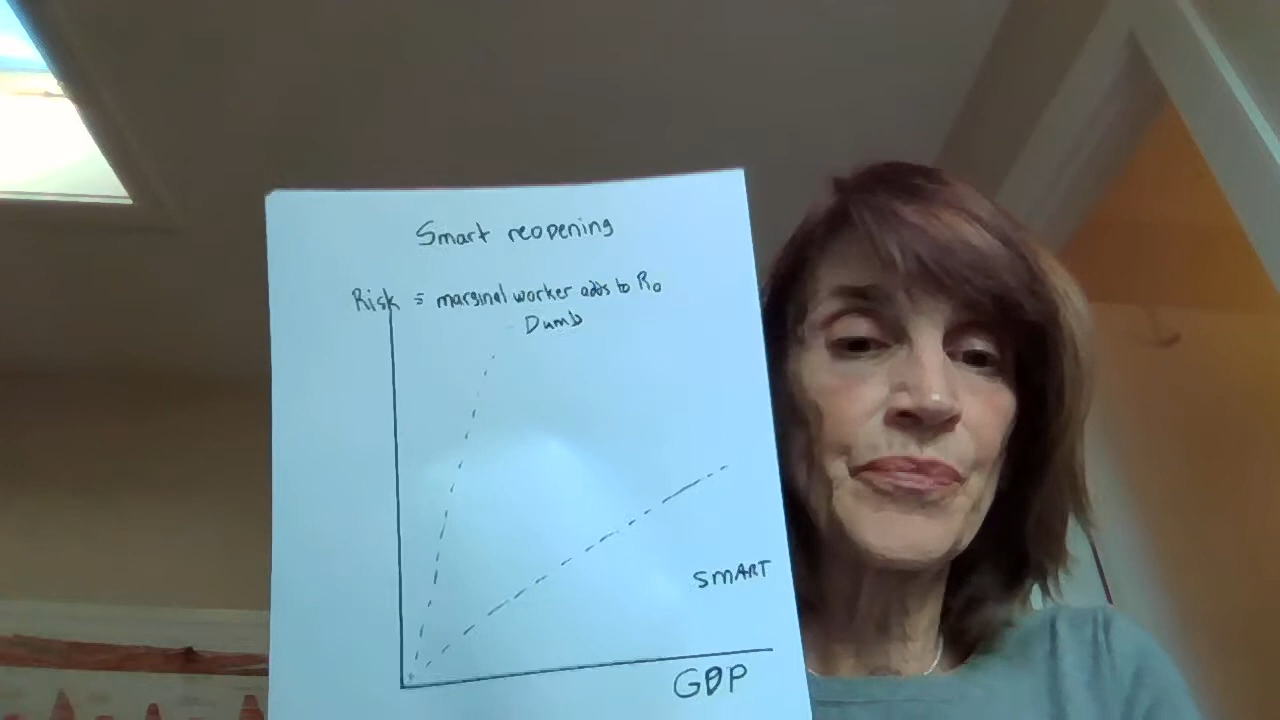 Smart reopening
Risk = marginal worker adds to R0
Dumb
SMART
GDP